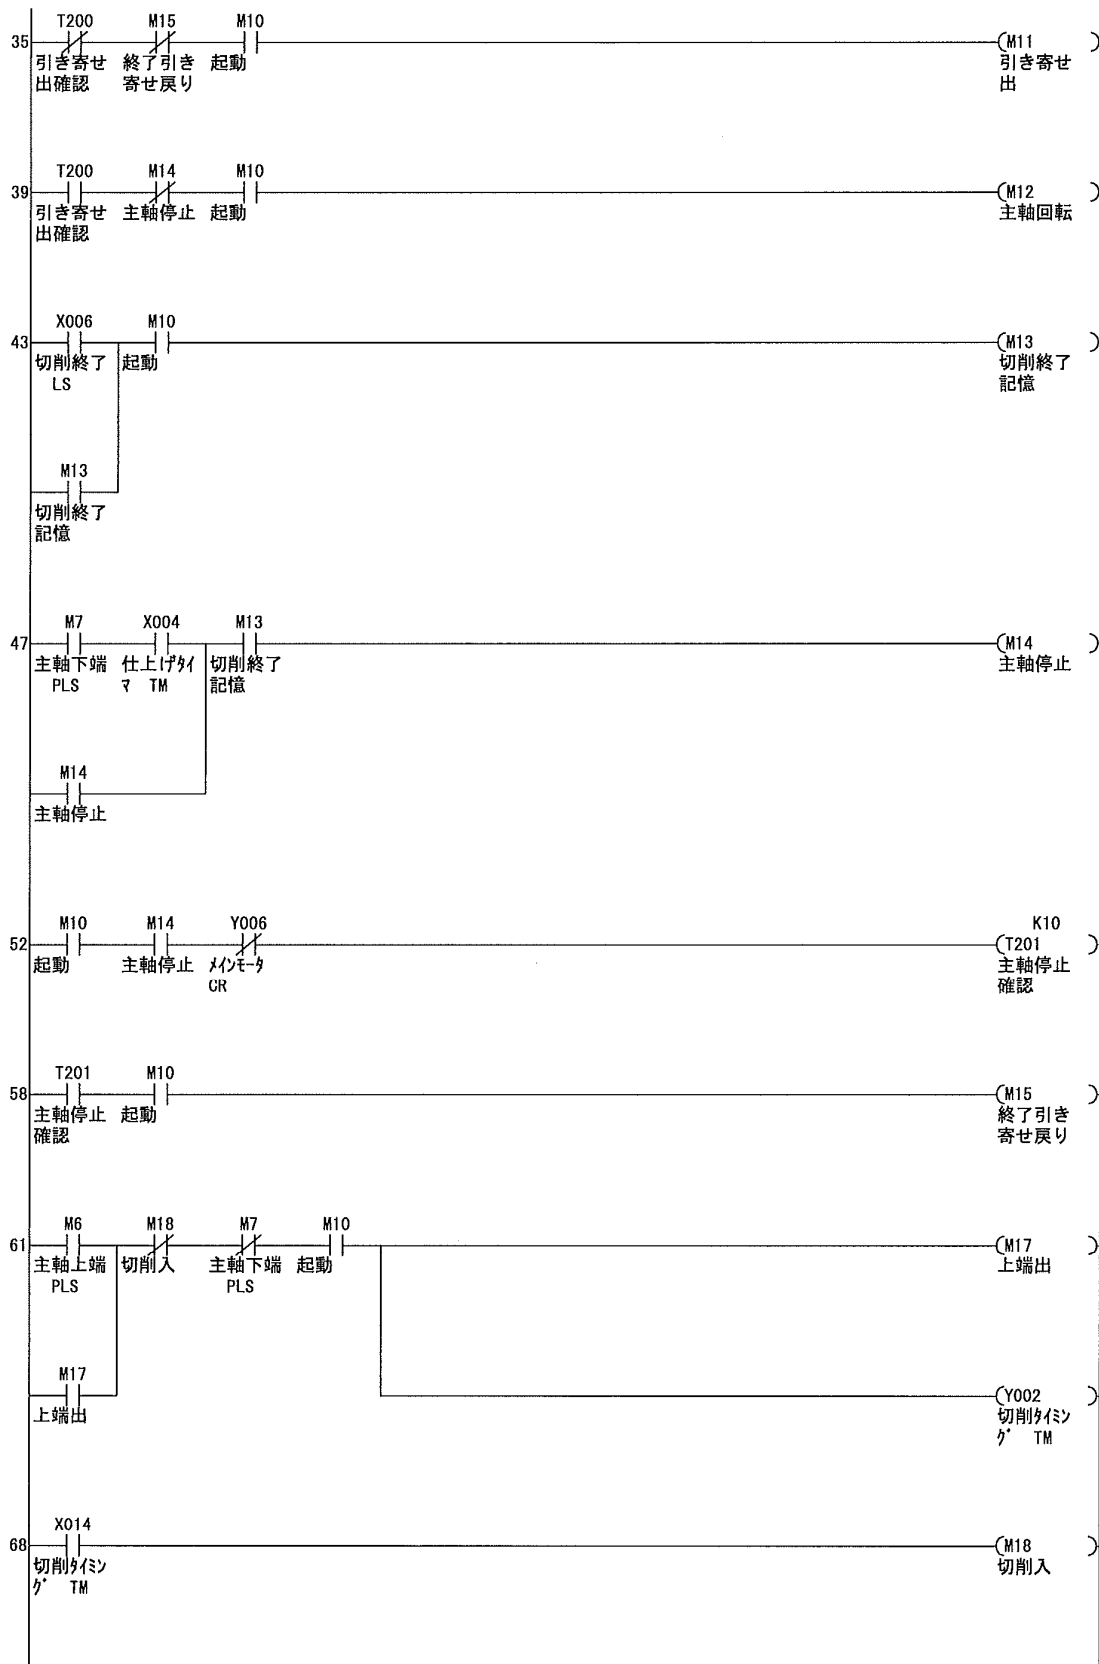 T200 M15 M10
35 (M11 )
引き寄せ 終了引き 起動 引き寄せ
出確認 寄せ戻り 出
T200 M14 M10
39 (M12 )
引き寄せ 主軸停止 起動 主軸回転
出確認
X006 M10
43 (M13 )
切削終了 起動 切削終了
LS 記憶
M13
切削終了
記憶
M7 X004 M13
47 (M14 )
主軸下端 仕上げﾀｲ 切削終了 主軸停止
PLS ﾏ TM 記憶
M14
主軸停止
M10 M14 Y006 K10
52 (T201 )
起動 主軸停止 ﾒｲﾝﾓｰﾀ 主軸停止
CR 確認
T201 M10
58 (M15 )
主軸停止 起動 終了引き
確認 寄せ戻り
M6 M18 M7 M10
61 (M17 )
主軸上端 切削入 主軸下端 起動 上端出
PLS PLS
M17
(Y002 )
上端出 切削ﾀｲﾐﾝ
ｸﾞ TM
X014
68 (M18 )
切削ﾀｲﾐﾝ 切削入
ｸﾞ TM